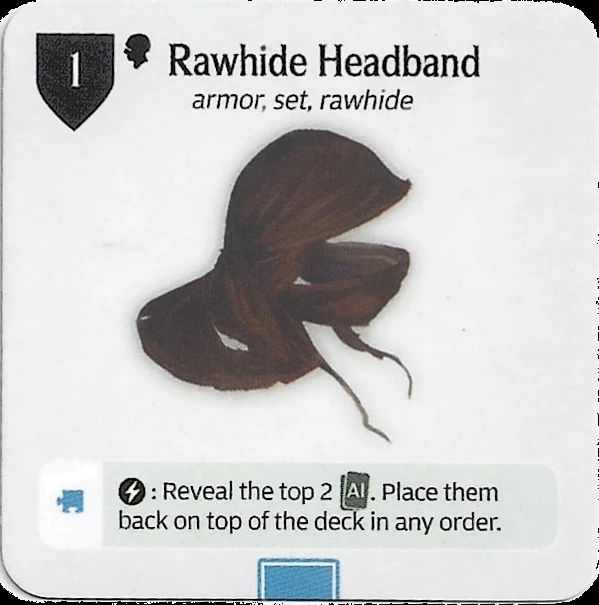 1
Rawhide Headband
armor, set, rawhide
: Reveal the top 2 AI. Place them
back on top of the deck in any order.